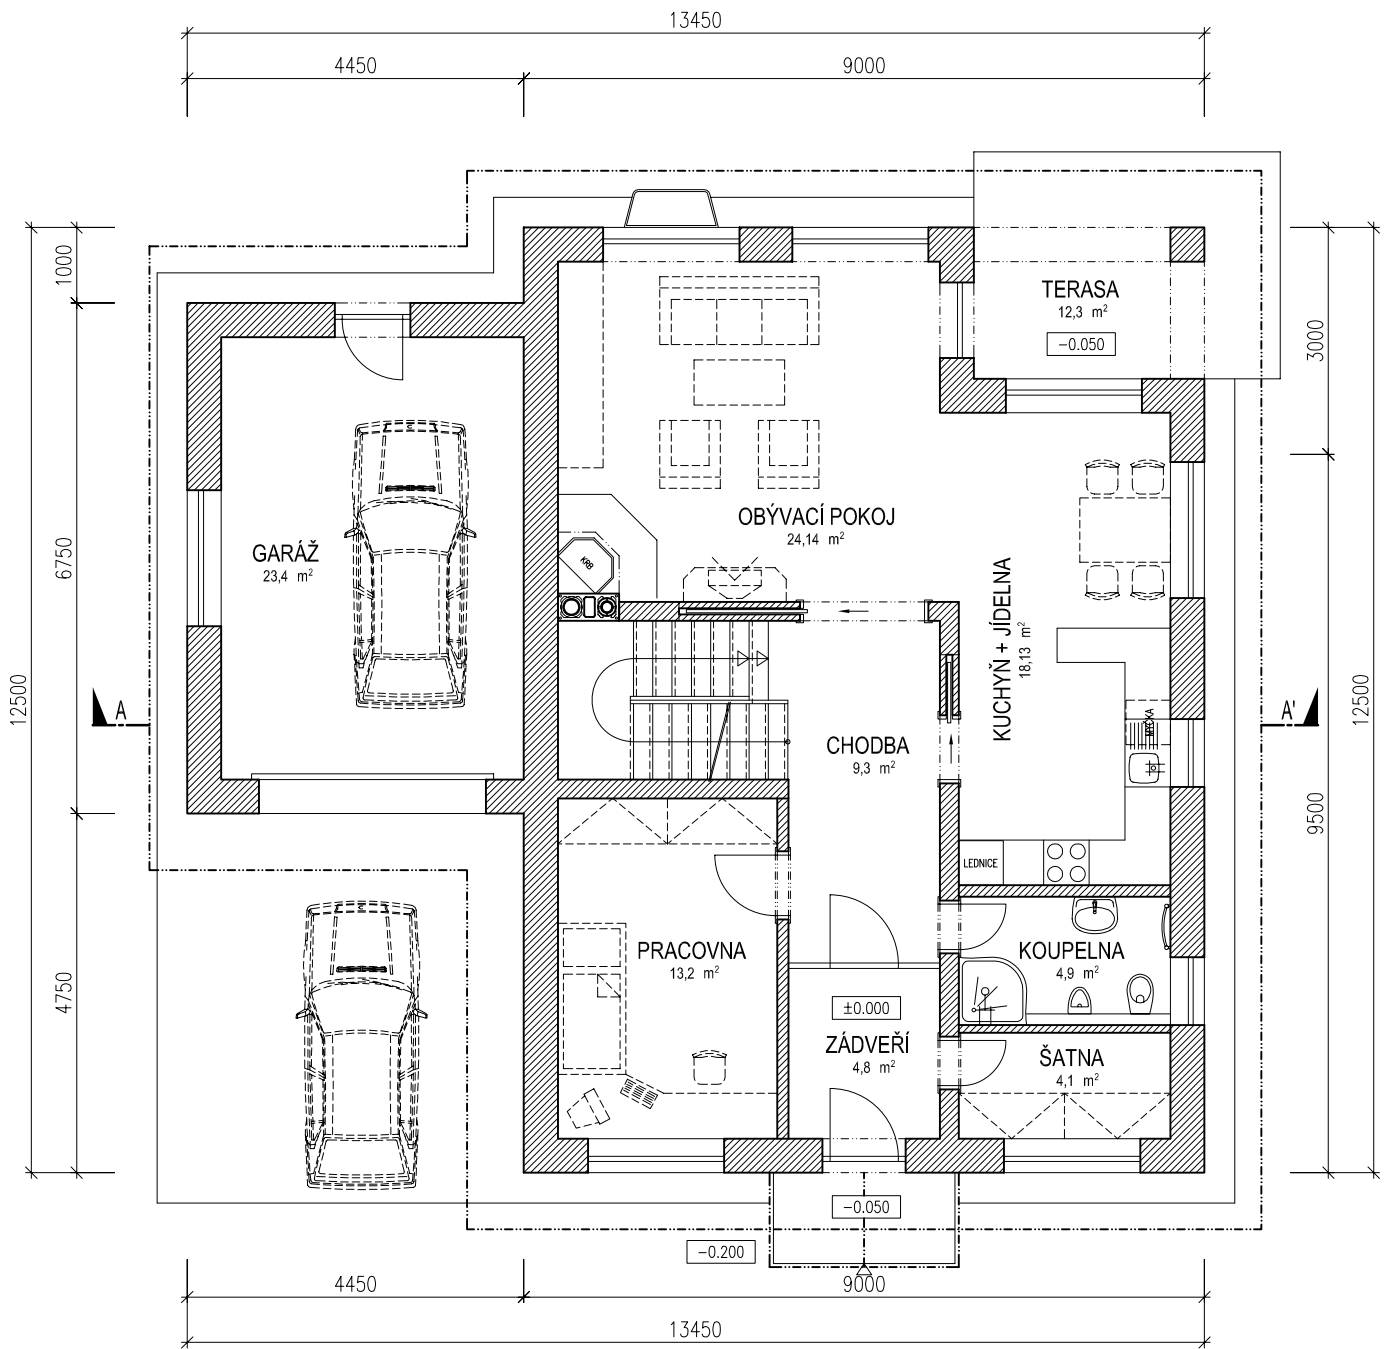 13450
4450
9000
1000
3000
TERASA
12,3 m²
-0.050
OBÝVACÍ POKOJ
24,14 m²
GARÁŽ
23,4 m²
KRB
6750
KUCHYŇ + JÍDELNA
18,13 m²
12500
12500
A
A'
MYČKA
CHODBA
9,3 m²
9500
LEDNICE
PRACOVNA
13,2 m²
KOUPELNA
4,9 m²
4750
±0.000
ZÁDVEŘÍ
4,8 m²
ŠATNA
4,1 m²
-0.050
-0.200
4450
9000
13450